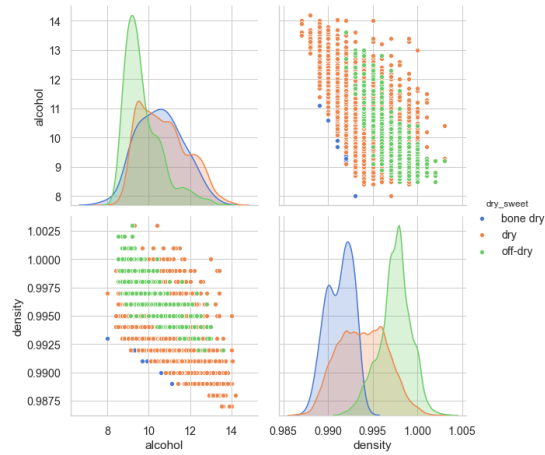 14
13
12
11
10
9
8
alcohol
1.0025
1.0000
0.9975
0.9950
0.9925
0.9900
0.9875
density
8 10 12 14
alcohol
0.985 0.990 0.995 1.000 1.005
density
dry_sweet
bone dry
dry
off-dry